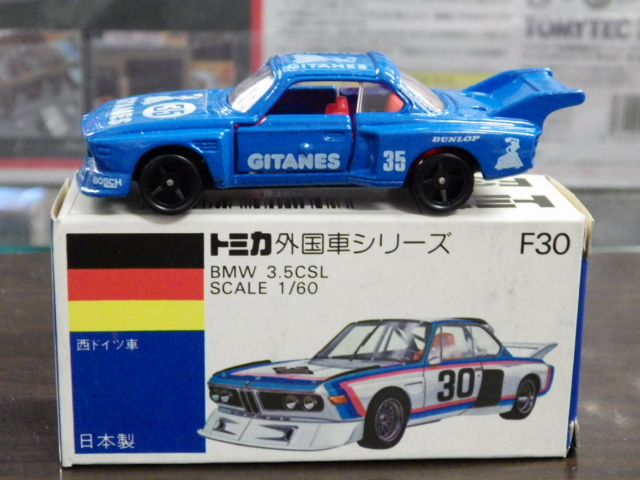 TOMYTEC
GITANES
35
GITANES
GITANES
35
DUNLOP
BOSCH
トミカ 外国車シリーズ F30
BMW 3.5CSL
SCALE 1/60
西ドイツ車
30
日本製